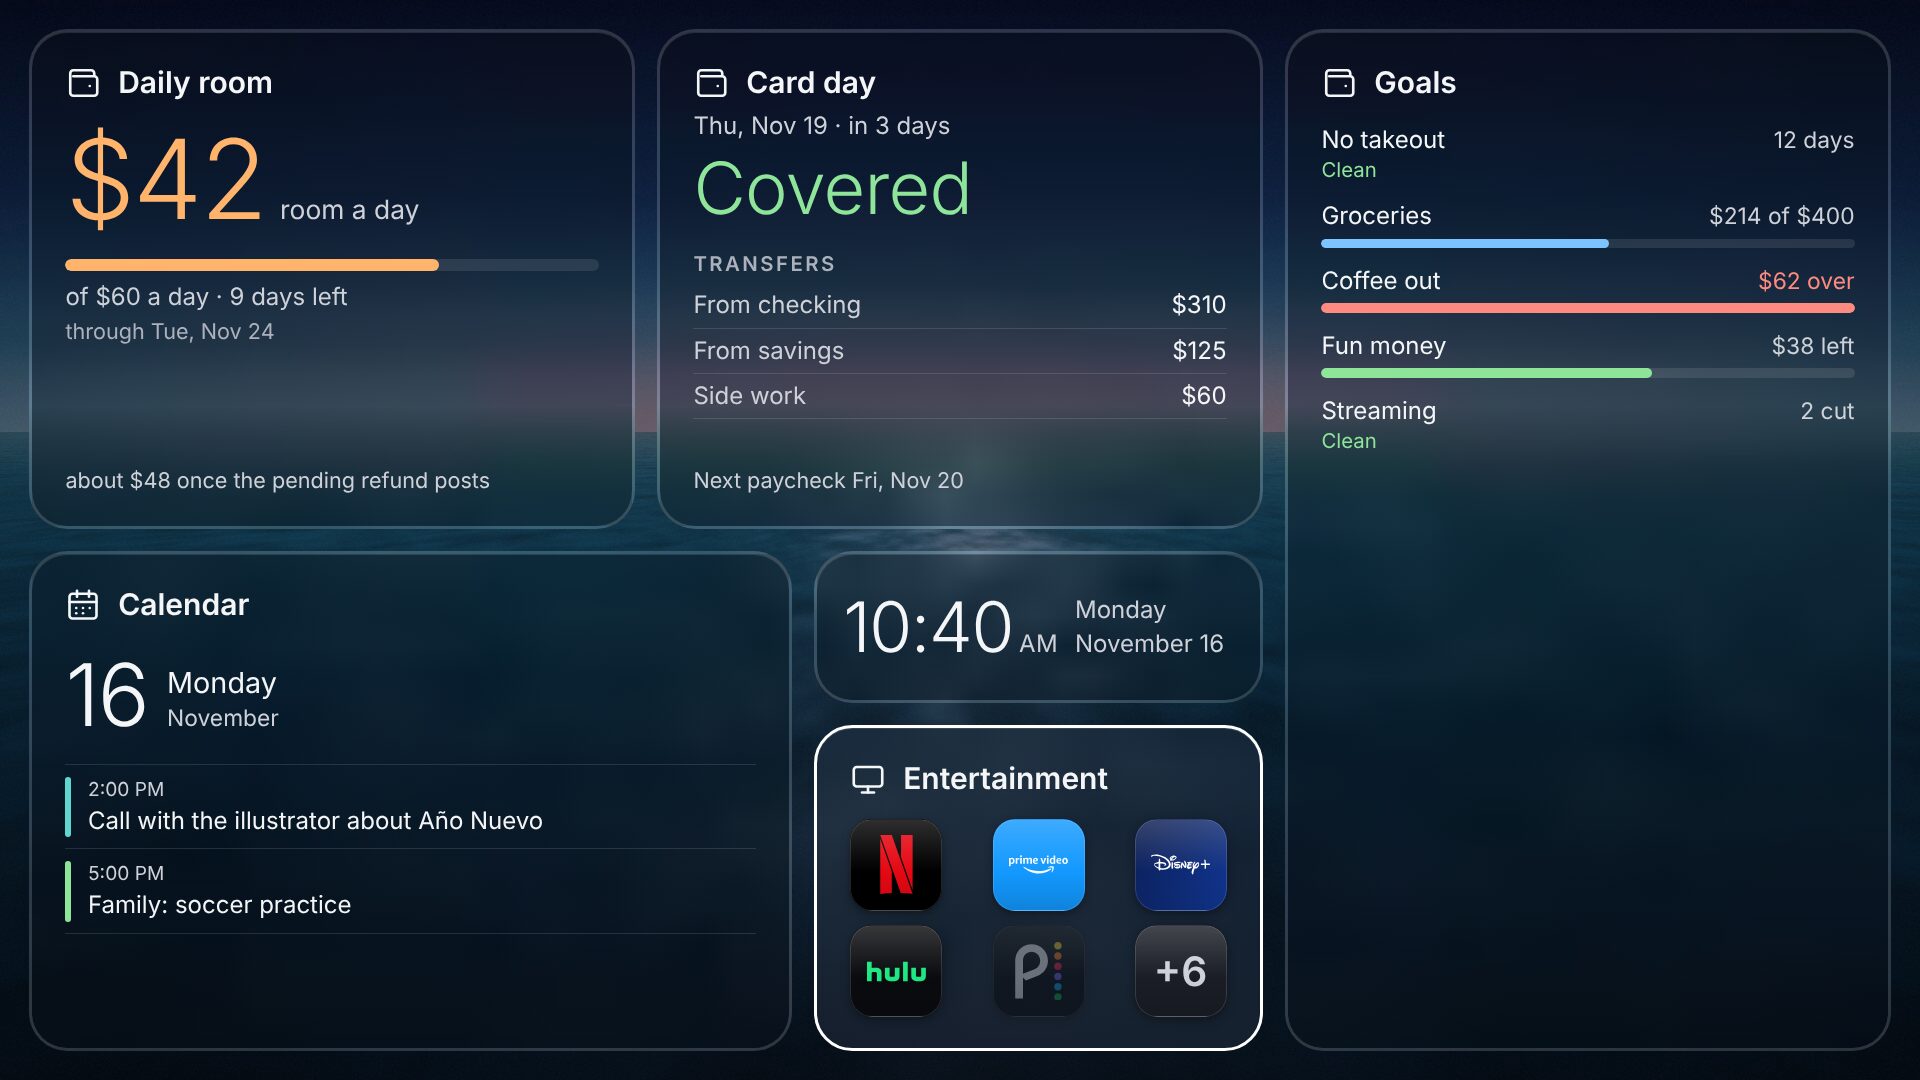 Daily room
$42 room a day
of $60 a day · 9 days left
through Tue, Nov 24
about $48 once the pending refund posts
Card day
Thu, Nov 19 · in 3 days
Covered
TRANSFERS
From checking $310
From savings $125
Side work $60
Next paycheck Fri, Nov 20
Goals
No takeout 12 days
Clean
Groceries $214 of $400
Coffee out $62 over
Fun money $38 left
Streaming 2 cut
Clean
Calendar
16 Monday
November
2:00 PM
Call with the illustrator about Año Nuevo
5:00 PM
Family: soccer practice
10:40 AM
Monday
November 16
Entertainment
N
prime video
Disney+
hulu
P
+6